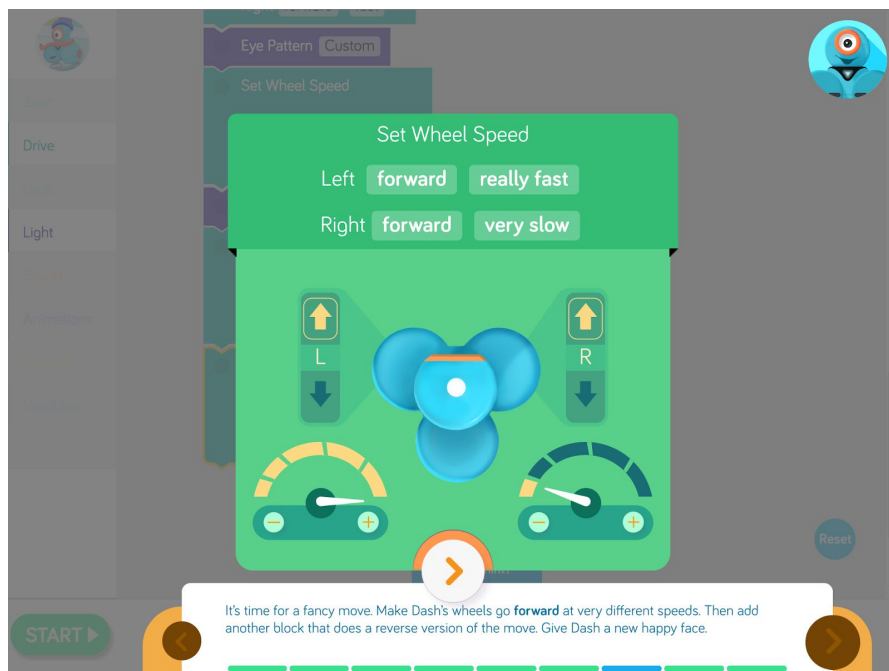 Eye Pattern Custom
Set Wheel Speed
Drive
Light
Animations
Set Wheel Speed
Left forward really fast
Right forward very slow
L
R
Reset
It's time for a fancy move. Make Dash's wheels go forward at very different speeds. Then add
another block that does a reverse version of the move. Give Dash a new happy face.
START